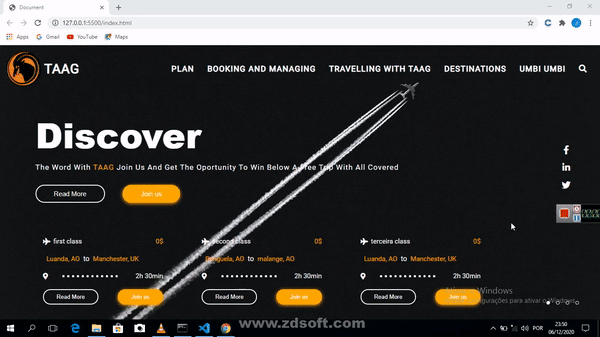 Document
127.0.0.1:5500/index.html
Apps Gmail YouTube Maps
TAAG
PLAN BOOKING AND MANAGING TRAVELLING WITH TAAG DESTINATIONS UMBI UMBI
Discover
The Word With TAAG Join Us And Get The Oportunity To Win Below A Free Trip With All Covered
Read More Join us
first class 0$ second class 0$ terceira class 0$
Luanda, AO to Manchester, UK Benguela, AO to malange, AO Luanda, AO to Manchester, UK
2h 30min 2h 30min 2h 30min
Read More Join us Read More Join us Read More Join us
Windows
configurações para ativar o Windows.
www.zdsoft.com
POR
23:50
06/12/2020